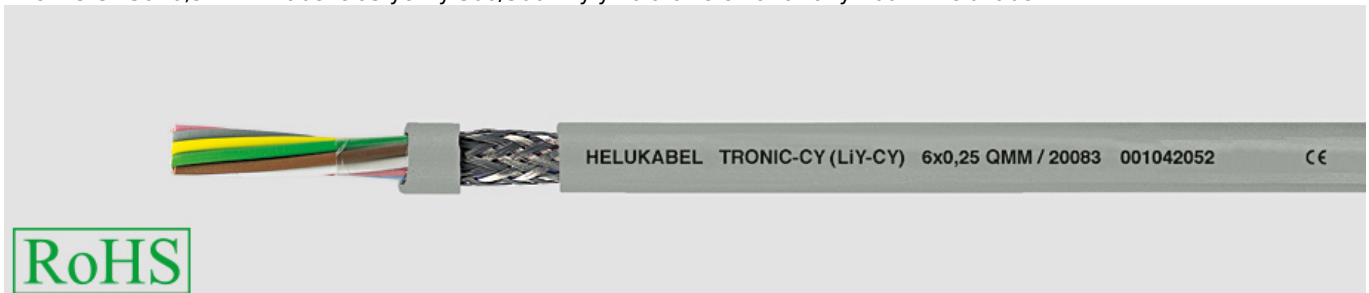 HELUKABEL TRONIC-CY (LiY-CY) 6x0,25 QMM / 20083 001042052 CE
RoHS